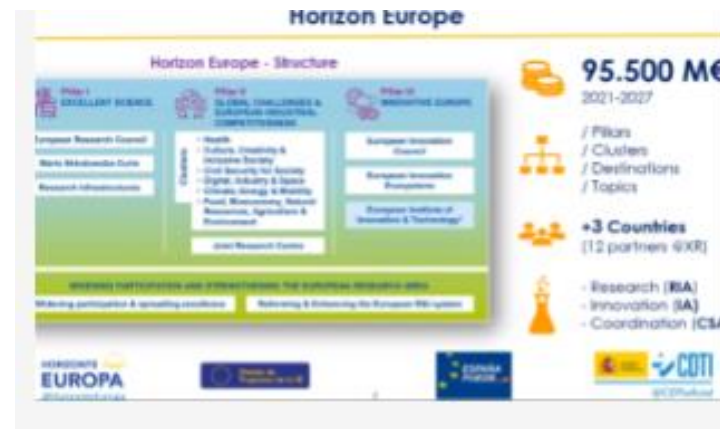 Horizon Europe
Horizon Europe - Structure
Pillar I
EXCELLENT SCIENCE
European Research Council
Marie Skłodowska-Curie
Research Infrastructures
Pillar II
GLOBAL CHALLENGES &
EUROPEAN INDUSTRIAL
COMPETITIVENESS
Clusters
Health
Culture, Creativity &
Inclusive Society
Civil Security for Society
Digital, Industry & Space
Climate, Energy & Mobility
Food, Bioeconomy, Natural
Resources, Agriculture &
Environment
Joint Research Centre
Pillar III
INNOVATIVE EUROPE
European Innovation
Council
European Innovation
Ecosystems
European Institute of
Innovation & Technology*
WIDENING PARTICIPATION AND STRENGTHENING THE EUROPEAN RESEARCH AREA
Widening participation & spreading excellence
Reforming & Enhancing the European R&I system
95.500 M€
2021-2027
/ Pillars
/ Clusters
/ Destinations
/ Topics
+3 Countries
(12 partners @XR)
- Research (RIA)
- Innovation (IA)
- Coordination (CSA
HORIZONTE
EUROPA
ESPAÑA
CDTI